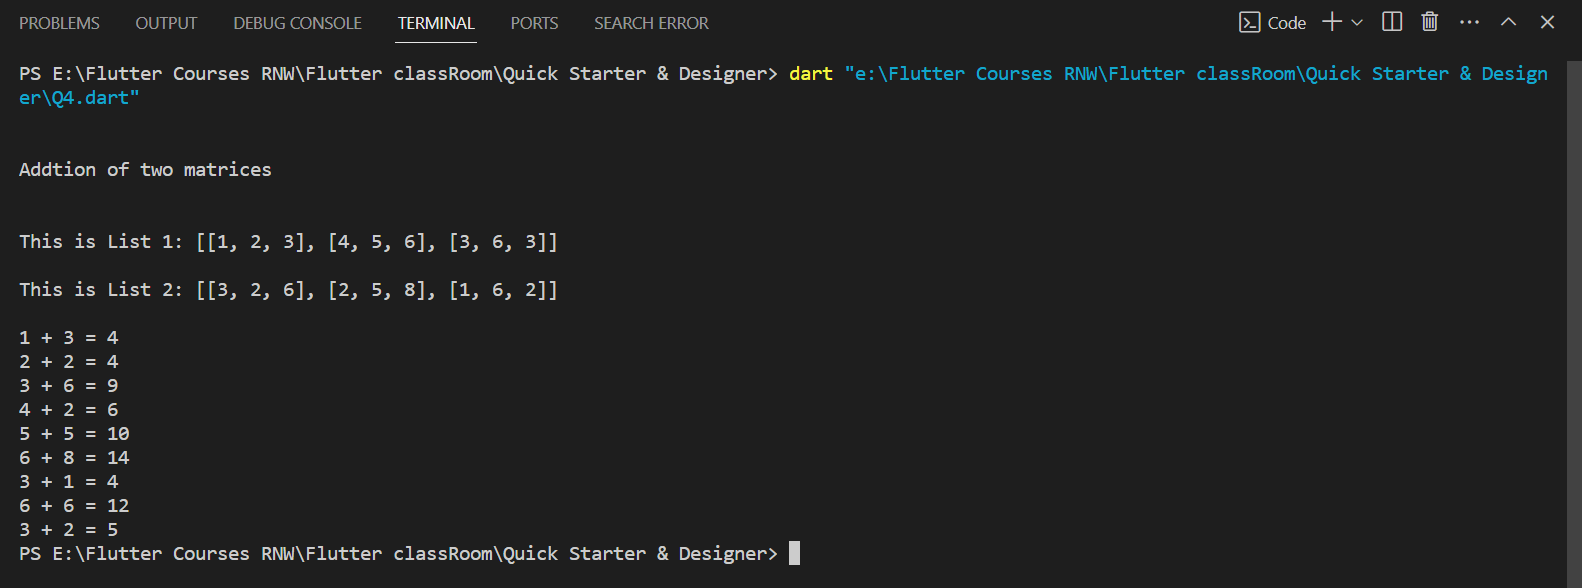 PROBLEMS OUTPUT DEBUG CONSOLE TERMINAL PORTS SEARCH ERROR Code
PS E:\Flutter Courses RNW\Flutter classRoom\Quick Starter & Designer> dart "e:\Flutter Courses RNW\Flutter classRoom\Quick Starter & Design
er\Q4.dart"
Addtion of two matrices
This is List 1: [[1, 2, 3], [4, 5, 6], [3, 6, 3]]
This is List 2: [[3, 2, 6], [2, 5, 8], [1, 6, 2]]
1 + 3 = 4
2 + 2 = 4
3 + 6 = 9
4 + 2 = 6
5 + 5 = 10
6 + 8 = 14
3 + 1 = 4
6 + 6 = 12
3 + 2 = 5
PS E:\Flutter Courses RNW\Flutter classRoom\Quick Starter & Designer>